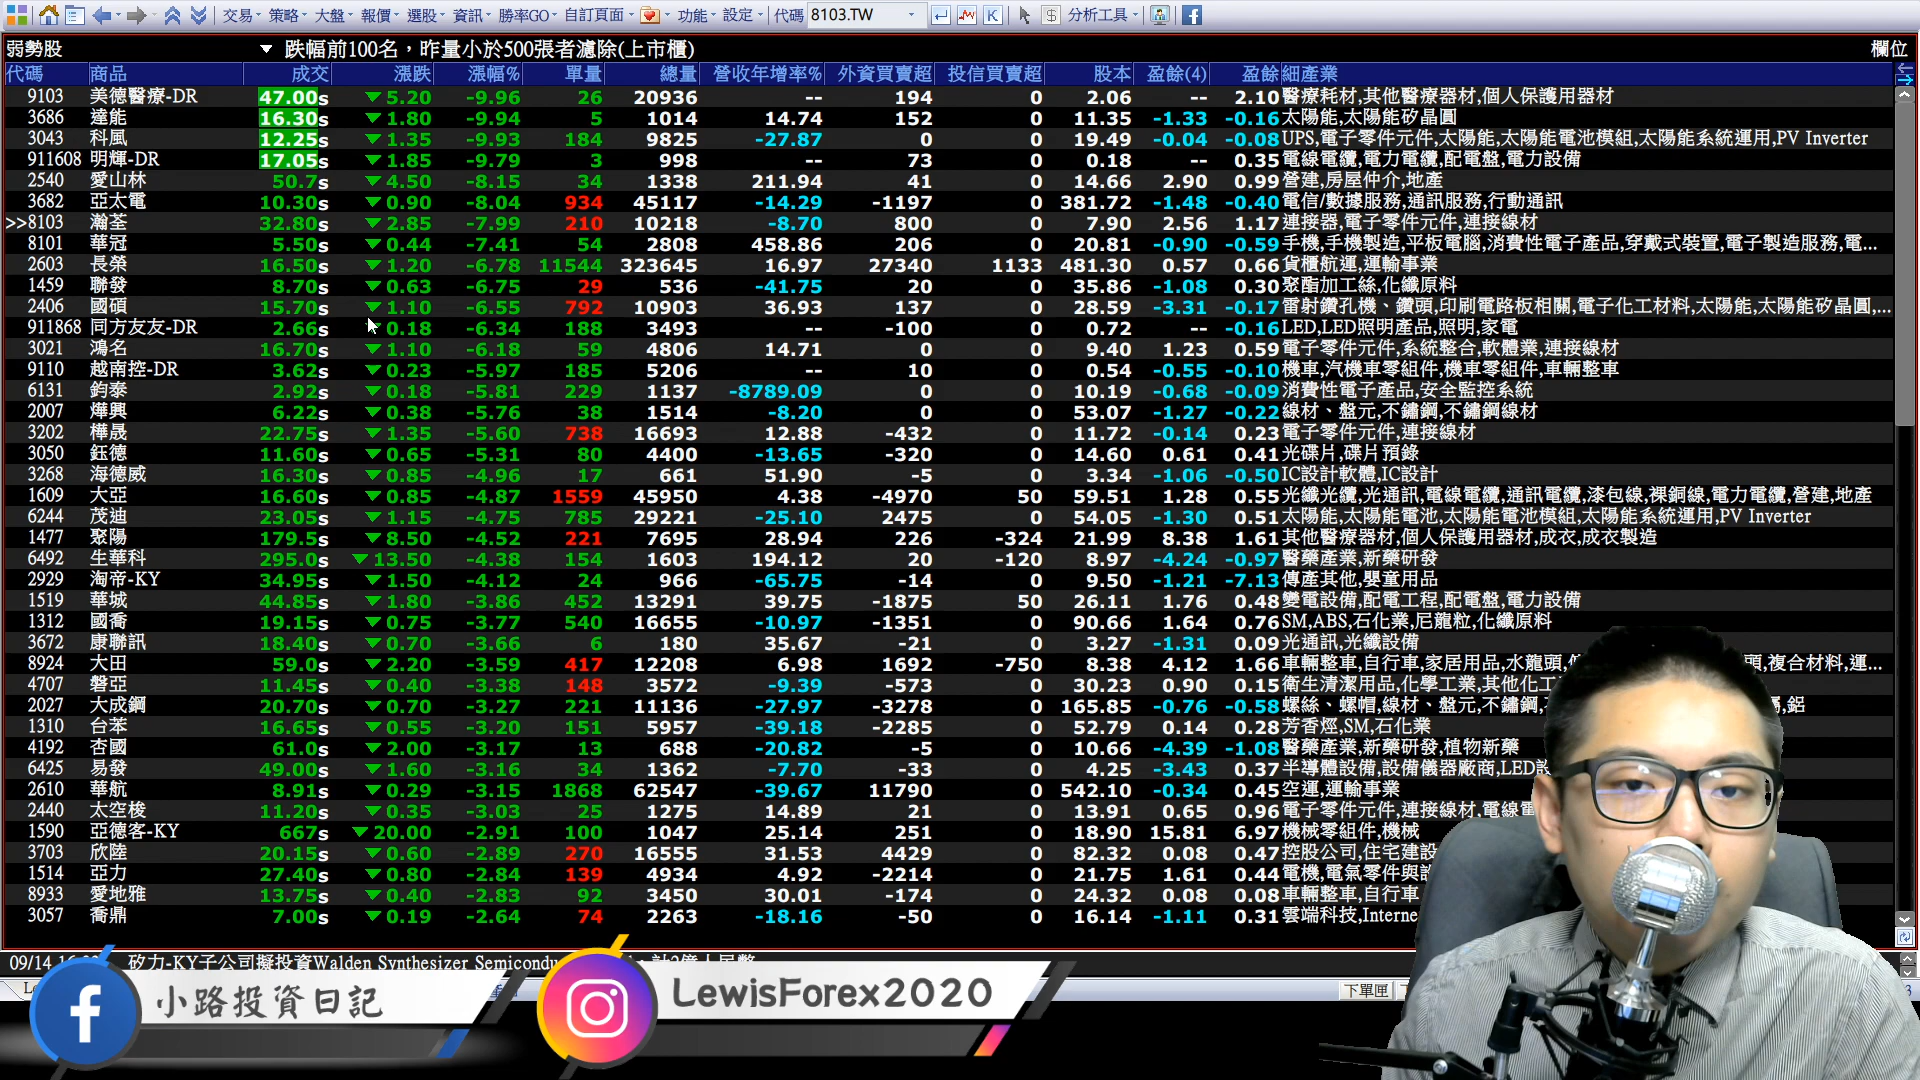 交易 策略 大盤 報價 選股 資訊 勝率GO 自訂頁面 功能 設定 代碼 8103.TW K $ 分析工具
弱勢股 跌幅前100名，昨量小於500張者濾除(上市櫃) 欄位
代碼 商品 成交 漲跌 漲幅% 單量 總量 營收年增率% 外資買賣超 投信買賣超 股本 盈餘(4) 盈餘 細產業
9103 美德醫療-DR 47.00s ▼5.20 -9.96 26 20936 -- 194 0 2.06 -- 2.10 醫療耗材,其他醫療器材,個人保護用器材
3686 達能 16.30s ▼1.80 -9.94 5 1014 14.74 152 0 11.35 -1.33 -0.16 太陽能,太陽能矽晶圓
3043 科風 12.25s ▼1.35 -9.93 184 9825 -27.87 0 0 19.49 -0.04 -0.08 UPS,電子零件元件,太陽能,太陽能電池模組,太陽能系統運用,PV Inverter
911608 明輝-DR 17.05s ▼1.85 -9.79 3 998 -- 73 0 0.18 -- 0.35 電線電纜,電力電纜,配電盤,電力設備
2540 愛山林 50.7s ▼4.50 -8.15 34 1338 211.94 41 0 14.66 2.90 0.99 營建,房屋仲介,地產
3682 亞太電 10.30s ▼0.90 -8.04 934 45117 -14.29 -1197 0 381.72 -1.48 -0.40 電信/數據服務,通訊服務,行動通訊
>>8103 瀚荃 32.80s ▼2.85 -7.99 210 10218 -8.70 800 0 7.90 2.56 1.17 連接器,電子零件元件,連接線材
8101 華冠 5.50s ▼0.44 -7.41 54 2808 458.86 206 0 20.81 -0.90 -0.59 手機,手機製造,平板電腦,消費性電子產品,穿戴式裝置,電子製造服務,電...
2603 長榮 16.50s ▼1.20 -6.78 11544 323645 16.97 27340 1133 481.30 0.57 0.66 貨櫃航運,運輸事業
1459 聯發 8.70s ▼0.63 -6.75 29 536 -41.75 20 0 35.86 -1.08 0.30 聚酯加工絲,化纖原料
2406 國碩 15.70s ▼1.10 -6.55 792 10903 36.93 137 0 28.59 -3.31 -0.17 雷射鑽孔機、鑽頭,印刷電路板相關,電子化工材料,太陽能,太陽能矽晶圓,...
911868 同方友友-DR 2.66s ▼0.18 -6.34 188 3493 -- -100 0 0.72 -- -0.16 LED,LED照明產品,照明,家電
3021 鴻名 16.70s ▼1.10 -6.18 59 4806 14.71 0 0 9.40 1.23 0.59 電子零件元件,系統整合,軟體業,連接線材
9110 越南控-DR 3.62s ▼0.23 -5.97 185 5206 -- 10 0 0.54 -0.55 -0.10 機車,汽機車零組件,機車零組件,車輛整車
6131 鈞泰 2.92s ▼0.18 -5.81 229 1137 -8789.09 0 0 10.19 -0.68 -0.09 消費性電子產品,安全監控系統
2007 燁興 6.22s ▼0.38 -5.76 38 1514 -8.20 0 0 53.07 -1.27 -0.22 線材、盤元,不鏽鋼,不鏽鋼線材
3202 樺晟 22.75s ▼1.35 -5.60 738 16693 12.88 -432 0 11.72 -0.14 0.23 電子零件元件,連接線材
3050 鈺德 11.60s ▼0.65 -5.31 80 4400 -13.65 -320 0 14.60 0.61 0.41 光碟片,碟片預錄
3268 海德威 16.30s ▼0.85 -4.96 17 661 51.90 -5 0 3.34 -1.06 -0.50 IC設計軟體,IC設計
1609 大亞 16.60s ▼0.85 -4.87 1559 45950 4.38 -4970 50 59.51 1.28 0.55 光纖光纜,光通訊,電線電纜,通訊電纜,漆包線,裸銅線,電力電纜,營建,地產
6244 茂迪 23.05s ▼1.15 -4.75 785 29221 -25.10 2475 0 54.05 -1.30 0.51 太陽能,太陽能電池,太陽能電池模組,太陽能系統運用,PV Inverter
1477 聚陽 179.5s ▼8.50 -4.52 221 7695 28.94 226 -324 21.99 8.38 1.61 其他醫療器材,個人保護用器材,成衣,成衣製造
6492 生華科 295.0s ▼13.50 -4.38 154 1603 194.12 20 -120 8.97 -4.24 -0.97 醫藥產業,新藥研發
2929 淘帝-KY 34.95s ▼1.50 -4.12 24 966 -65.75 -14 0 9.50 -1.21 -7.13 傳產其他,嬰童用品
1519 華城 44.85s ▼1.80 -3.86 452 13291 39.75 -1875 50 26.11 1.76 0.48 變電設備,配電工程,配電盤,電力設備
1312 國喬 19.15s ▼0.75 -3.77 540 16655 -10.97 -1351 0 90.66 1.64 0.76 SM,ABS,石化業,尼龍粒,化纖原料
3672 康聯訊 18.40s ▼0.70 -3.66 6 180 35.67 -21 0 3.27 -1.31 0.09 光通訊,光纖設備
8924 大田 59.0s ▼2.20 -3.59 417 12208 6.98 1692 -750 8.38 4.12 1.66 車輛整車,自行車,家居用品,水龍頭, 頭,複合材料,運...
4707 磐亞 11.45s ▼0.40 -3.38 148 3572 -9.39 -573 0 30.23 0.90 0.15 衛生清潔用品,化學工業,其他化工
2027 大成鋼 20.70s ▼0.70 -3.27 221 11136 -27.97 -3278 0 165.85 -0.76 -0.58 螺絲、螺帽,線材、盤元,不鏽鋼, ,鋁
1310 台苯 16.65s ▼0.55 -3.20 151 5957 -39.18 -2285 0 52.79 0.14 0.28 芳香烴,SM,石化業
4192 杏國 61.0s ▼2.00 -3.17 13 688 -20.82 -5 0 10.66 -4.39 -1.08 醫藥產業,新藥研發,植物新藥
6425 易發 49.00s ▼1.60 -3.16 34 1362 -7.70 -33 0 4.25 -3.43 0.37 半導體設備,設備儀器廠商,LED設
2610 華航 8.91s ▼0.29 -3.15 1868 62547 -39.67 11790 0 542.10 -0.34 0.45 空運,運輸事業
2440 太空梭 11.20s ▼0.35 -3.03 25 1275 14.89 21 0 13.91 0.65 0.96 電子零件元件,連接線材,電線電
1590 亞德客-KY 667s ▼20.00 -2.91 100 1047 25.14 251 0 18.90 15.81 6.97 機械零組件,機械
3703 欣陸 20.15s ▼0.60 -2.89 270 16555 31.53 4429 0 82.32 0.08 0.47 控股公司,住宅建設
1514 亞力 27.40s ▼0.80 -2.84 139 4934 4.92 -2214 0 21.75 1.61 0.44 電機,電氣零件與設
8933 愛地雅 13.75s ▼0.40 -2.83 92 3450 30.01 -174 0 24.32 0.08 0.08 車輛整車,自行車
3057 喬鼎 7.00s ▼0.19 -2.64 74 2263 -18.16 -50 0 16.14 -1.11 0.31 雲端科技,Interne
09/14 矽力-KY子公司擬投資Walden Synthesizer Semicondu
下單匣
小路投資日記
LewisForex2020